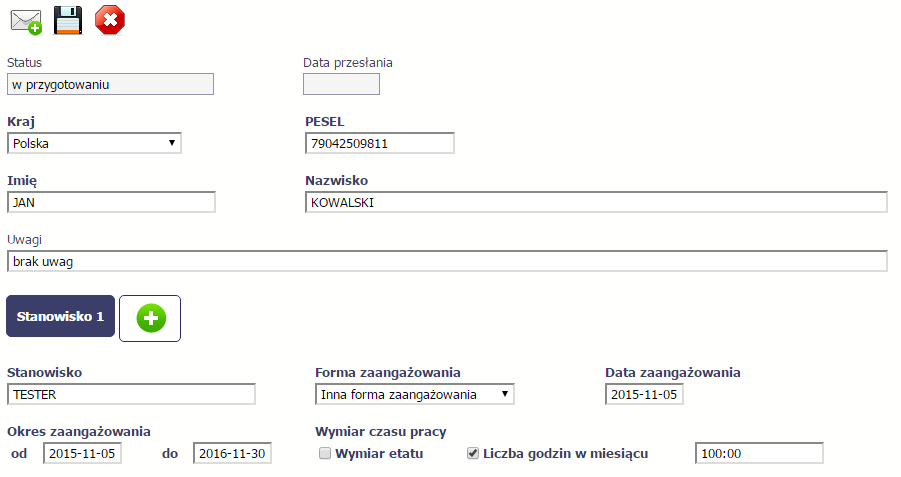 Status Data przesłania
w przygotowaniu
Kraj PESEL
Polska 79042509811
Imię Nazwisko
JAN KOWALSKI
Uwagi
brak uwag
Stanowisko 1
Stanowisko Forma zaangażowania Data zaangażowania
TESTER Inna forma zaangażowania 2015-11-05
Okres zaangażowania Wymiar czasu pracy
od 2015-11-05 do 2016-11-30 Wymiar etatu Liczba godzin w miesiącu 100:00